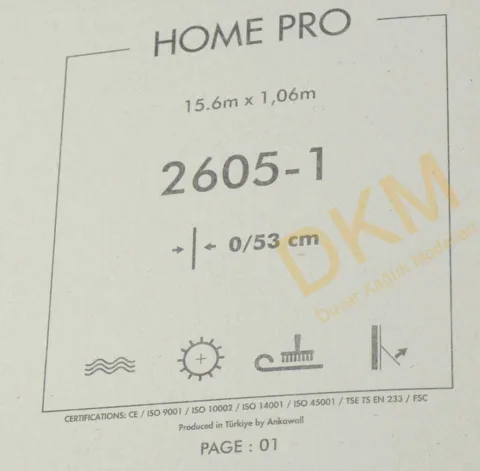 HOME PRO
15.6m x 1,06m
2605-1
0/53 cm
DKM
Duvar Kağıdı Modelleri
CERTIFICATIONS: CE / ISO 9001 / ISO 10002 / ISO 14001 / ISO 45001 / TSE TS EN 233 / FSC
Produced in Türkiye by Ankawall
PAGE : 01